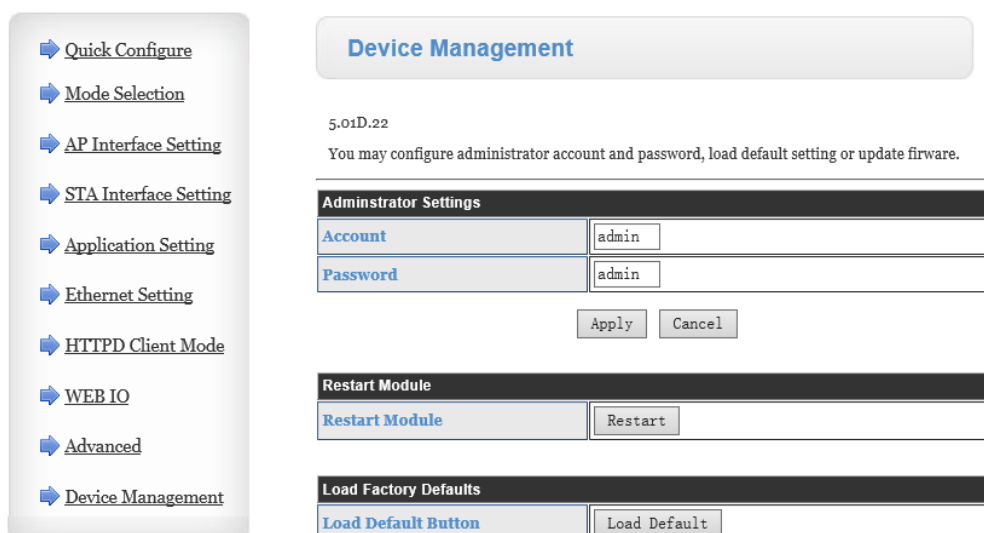 Quick Configure
Mode Selection
AP Interface Setting
STA Interface Setting
Application Setting
Ethernet Setting
HTTPD Client Mode
WEB IO
Advanced
Device Management
Device Management
5.01D.22
You may configure administrator account and password, load default setting or update firware.
Adminstrator Settings
Account admin
Password admin
Apply Cancel
Restart Module
Restart Module Restart
Load Factory Defaults
Load Default Button Load Default